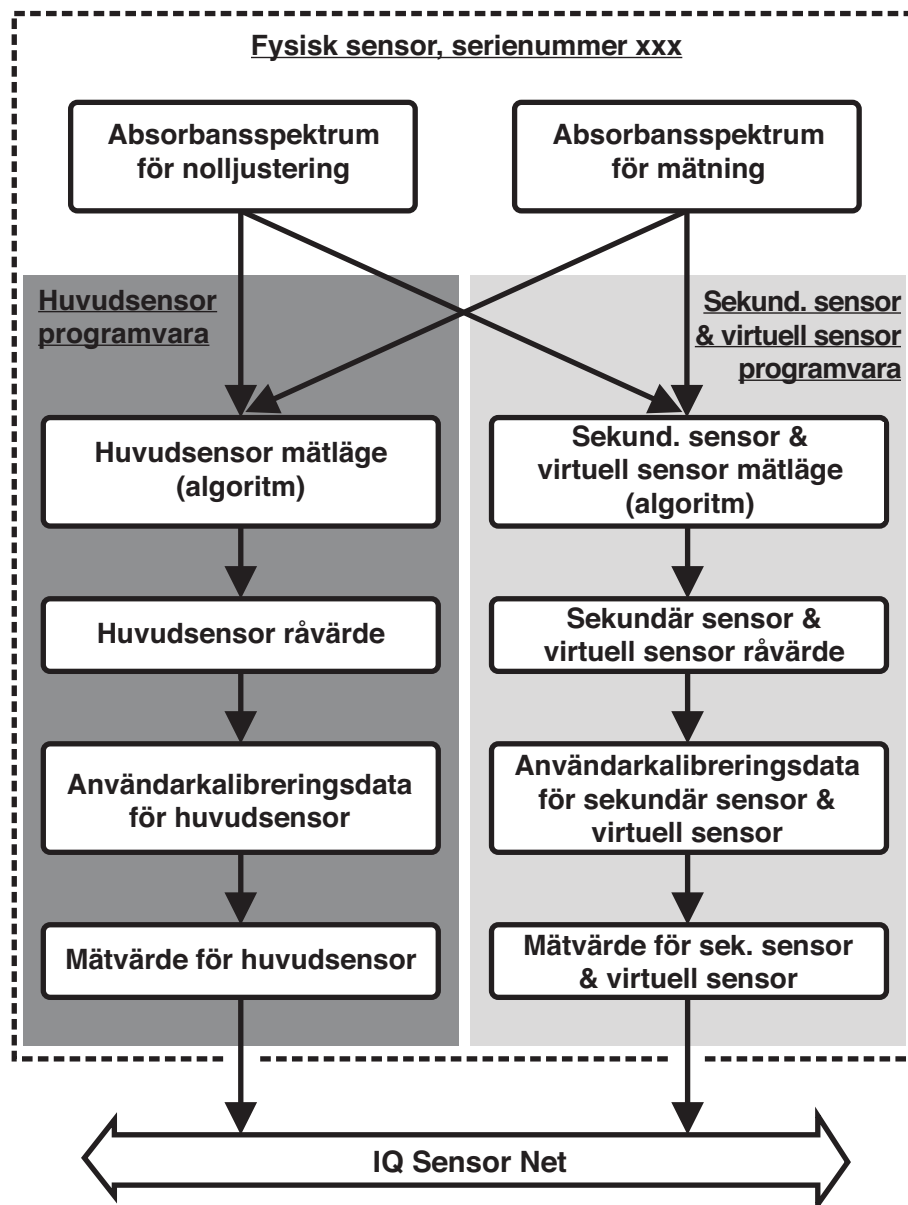 Fysisk sensor, serienummer xxx
Absorbansspektrum
för nolljustering
Absorbansspektrum
för mätning
Huvudsensor
programvara
Sekund. sensor
& virtuell sensor
programvara
Huvudsensor mätläge
(algoritm)
Sekund. sensor &
virtuell sensor mätläge
(algoritm)
Huvudsensor råvärde
Sekundär sensor &
virtuell sensor råvärde
Användarkalibreringsdata
för huvudsensor
Användarkalibreringsdata
för sekundär sensor &
virtuell sensor
Mätvärde för huvudsensor
Mätvärde för sek. sensor
& virtuell sensor
IQ Sensor Net